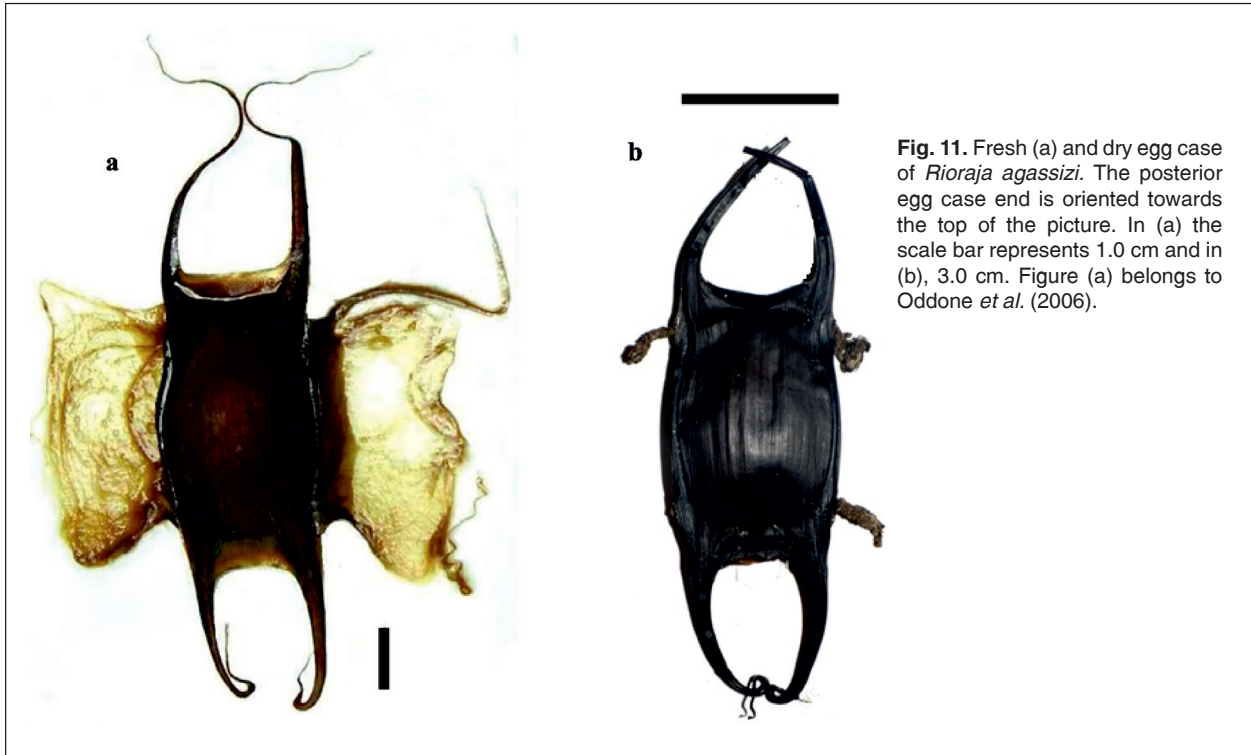 a
b
Fig. 11. Fresh (a) and dry egg case
of Rioraja agassizi. The posterior
egg case end is oriented towards
the top of the picture. In (a) the
scale bar represents 1.0 cm and in
(b), 3.0 cm. Figure (a) belongs to
Oddone et al. (2006).